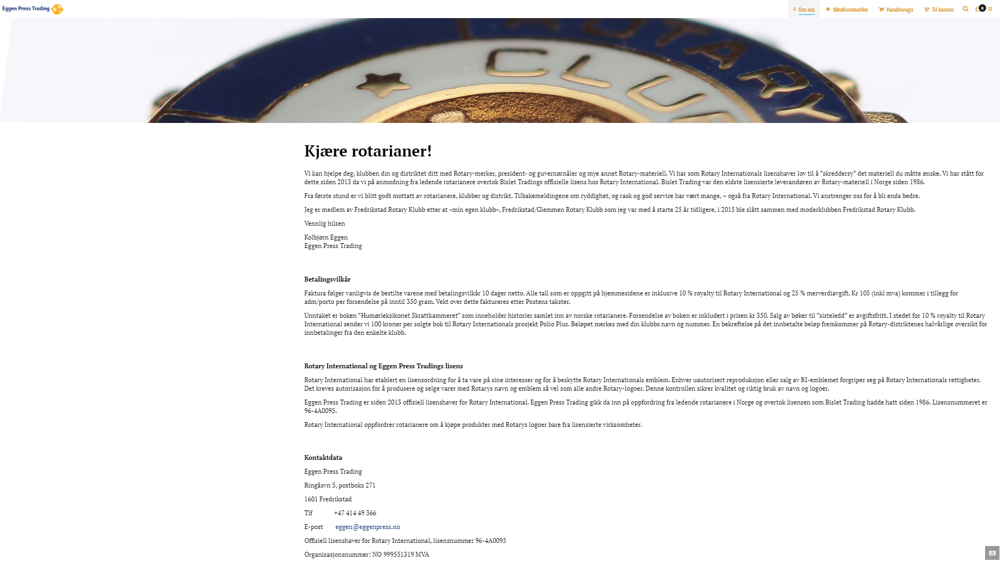 Eggen Press Trading
Om oss
Medlemsbutikk
Handlevogn
Til kassen
0
ROTARY
CLUB
Kjære rotarianer!
Vi kan hjelpe deg, klubben din og distriktet ditt med Rotary-merker, president- og guvernørnåler og mye annet Rotary-materiell. Vi har som Rotary Internationals lisenshaver lov til å ”skreddersy” det materiell du måtte ønske. Vi har stått for
dette siden 2013 da vi på anmodning fra ledende rotarianere overtok Bislet Tradings offisielle lisens hos Rotary International. Bislet Trading var den eldste lisensierte leverandøren av Rotary-materiell i Norge siden 1986.
Fra første stund er vi blitt godt mottatt av rotarianere, klubber og distrikt. Tilbakemeldingene om ryddighet, og rask og god service har vært mange, – også fra Rotary International. Vi anstrenger oss for å bli enda bedre.
Jeg er medlem av Fredrikstad Rotary Klubb etter at «min egen klubb», Fredrikstad/Glemmen Rotary Klubb som jeg var med å starte 25 år tidligere, i 2015 ble slått sammen med moderklubben Fredrikstad Rotary Klubb.
Vennlig hilsen
Kolbjørn Eggen
Eggen Press Trading
Betalingsvilkår
Faktura følger vanligvis de bestilte varene med betalingsvilkår 10 dager netto. Alle tall som er oppgitt på hjemmesidene er inklusive 10 % royalty til Rotary International og 25 % merverdiavgift. Kr 105 (inkl mva) kommer i tillegg for
adm/porto per forsendelse på inntil 350 gram. Vekt over dette faktureres etter Postens takster.
Unntaket er boken ”Humørleksikonet Skrattkammeret” som inneholder historier samlet inn av norske rotarianere. Forsendelse av boken er inkludert i prisen kr 350. Salg av bøker til ”sisteledd” er avgiftsfritt. I stedet for 10 % royalty til Rotary
International sender vi 100 kroner per solgte bok til Rotary Internationals prosjekt Polio Plus. Beløpet merkes med din klubbs navn og nummer. En bekreftelse på det innbetalte beløp fremkommer på Rotary-distriktenes halvårlige oversikt for
innbetalinger fra den enkelte klubb.
Rotary International og Eggen Press Tradings lisens
Rotary International har etablert en lisensordning for å ta vare på sine interesser og for å beskytte Rotary Internationals emblem. Enhver uautorisert reproduksjon eller salg av RI-emblemet forgriper seg på Rotary Internationals rettigheter.
Det kreves autorisasjon for å produsere og selge varer med Rotarys navn og emblem så vel som alle andre Rotary-logoer. Denne kontrollen sikrer kvalitet og riktig bruk av navn og logoer.
Eggen Press Trading er siden 2013 offisiell lisenshaver for Rotary International. Eggen Press Trading gikk da inn på oppfordring fra ledende rotarianere i Norge og overtok lisensen som Bislet Trading hadde hatt siden 1986. Lisensnummeret er
96-4A0095.
Rotary International oppfordrer rotarianere om å kjøpe produkter med Rotarys logoer bare fra lisensierte virksomheter.
Kontaktdata
Eggen Press Trading
Ringåsvn 5, postboks 271
1601 Fredrikstad
Tlf +47 414 49 366
E-post eggen@eggenpress.no
Offisiell lisenshaver for Rotary International, lisensnummer 96-4A0095
Organisasjonsnummer: NO 999551319 MVA